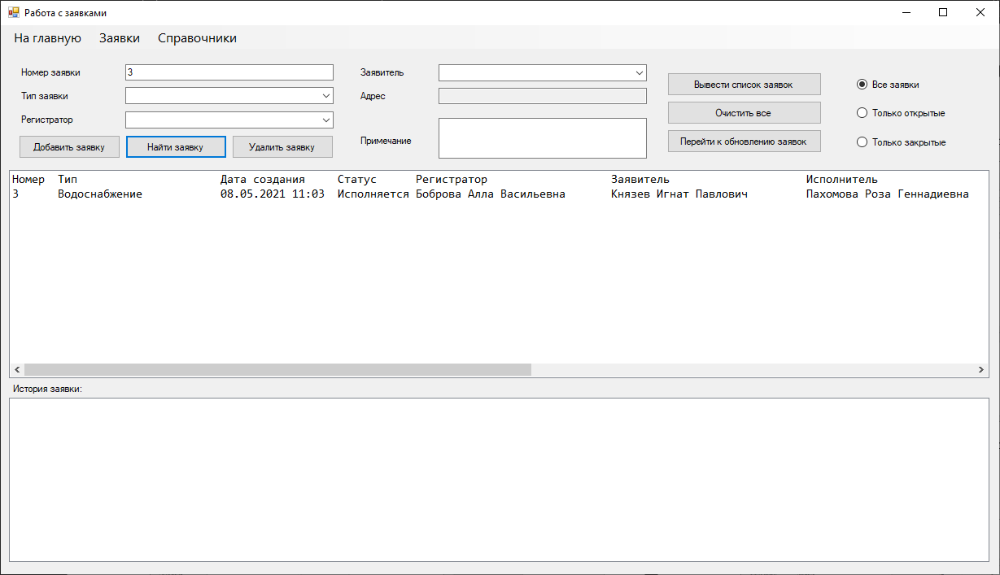 Работа с заявками
На главную Заявки Справочники
Номер заявки 3
Тип заявки
Регистратор
Добавить заявку Найти заявку Удалить заявку
Заявитель
Адрес
Примечание
Вывести список заявок
Очистить все
Перейти к обновлению заявок
Все заявки
Только открытые
Только закрытые
Номер Тип Дата создания Статус Регистратор Заявитель Исполнитель
3 Водоснабжение 08.05.2021 11:03 Исполняется Боброва Алла Васильевна Князев Игнат Павлович Пахомова Роза Геннадиевна
История заявки: